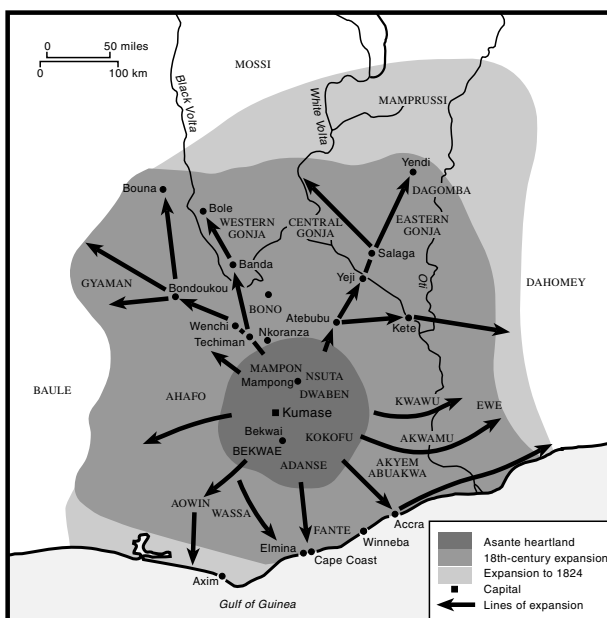 0 50 miles
0 100 km
MOSSI
Black Volta
White Volta
MAMPRUSSI
Yendi
DAGOMBA
Bouna
Bole
WESTERN
GONJA
CENTRAL
GONJA
EASTERN
GONJA
Salaga
Banda
Yeji
Oti
DAHOMEY
GYAMAN
Bondoukou
BONO
Wenchi
Atebubu
Kete
Techiman
Nkoranza
MAMPON
Mampong
NSUTA
DWABEN
BAULE
AHAFO
KWAWU
EWE
Kumase
Bekwai
BEKWAE
KOKOFU
AKWAMU
ADANSE
AKYEM
ABUAKWA
AOWIN
WASSA
FANTE
Accra
Winneba
Elmina
Cape Coast
Axim
Gulf of Guinea
Asante heartland
18th-century expansion
Expansion to 1824
Capital
Lines of expansion